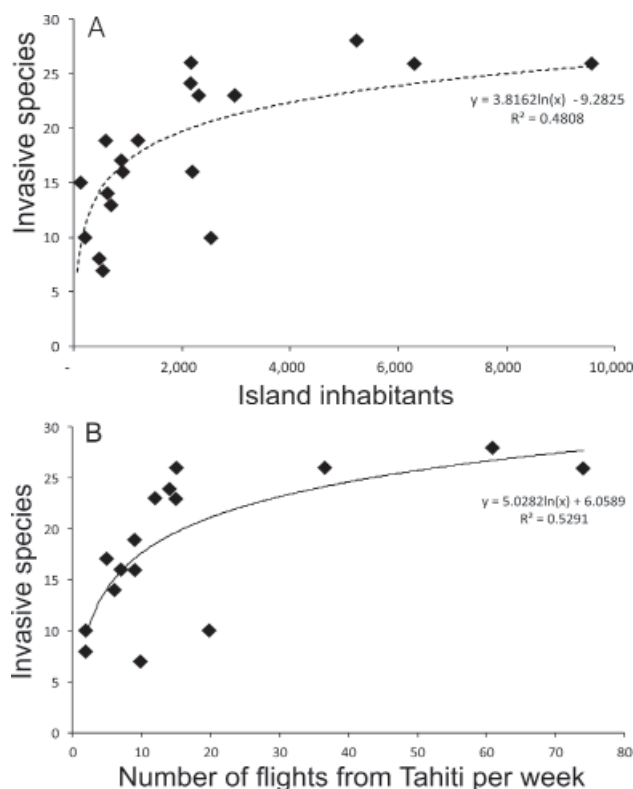 A
Invasive species
30
25
20
15
10
5
0
y = 3.8162ln(x) - 9.2825
R² = 0.4808
- 2,000 4,000 6,000 8,000 10,000
Island inhabitants
B
Invasive species
30
25
20
15
10
5
0
y = 5.0282ln(x) + 6.0589
R² = 0.5291
0 10 20 30 40 50 60 70 80
Number of flights from Tahiti per week